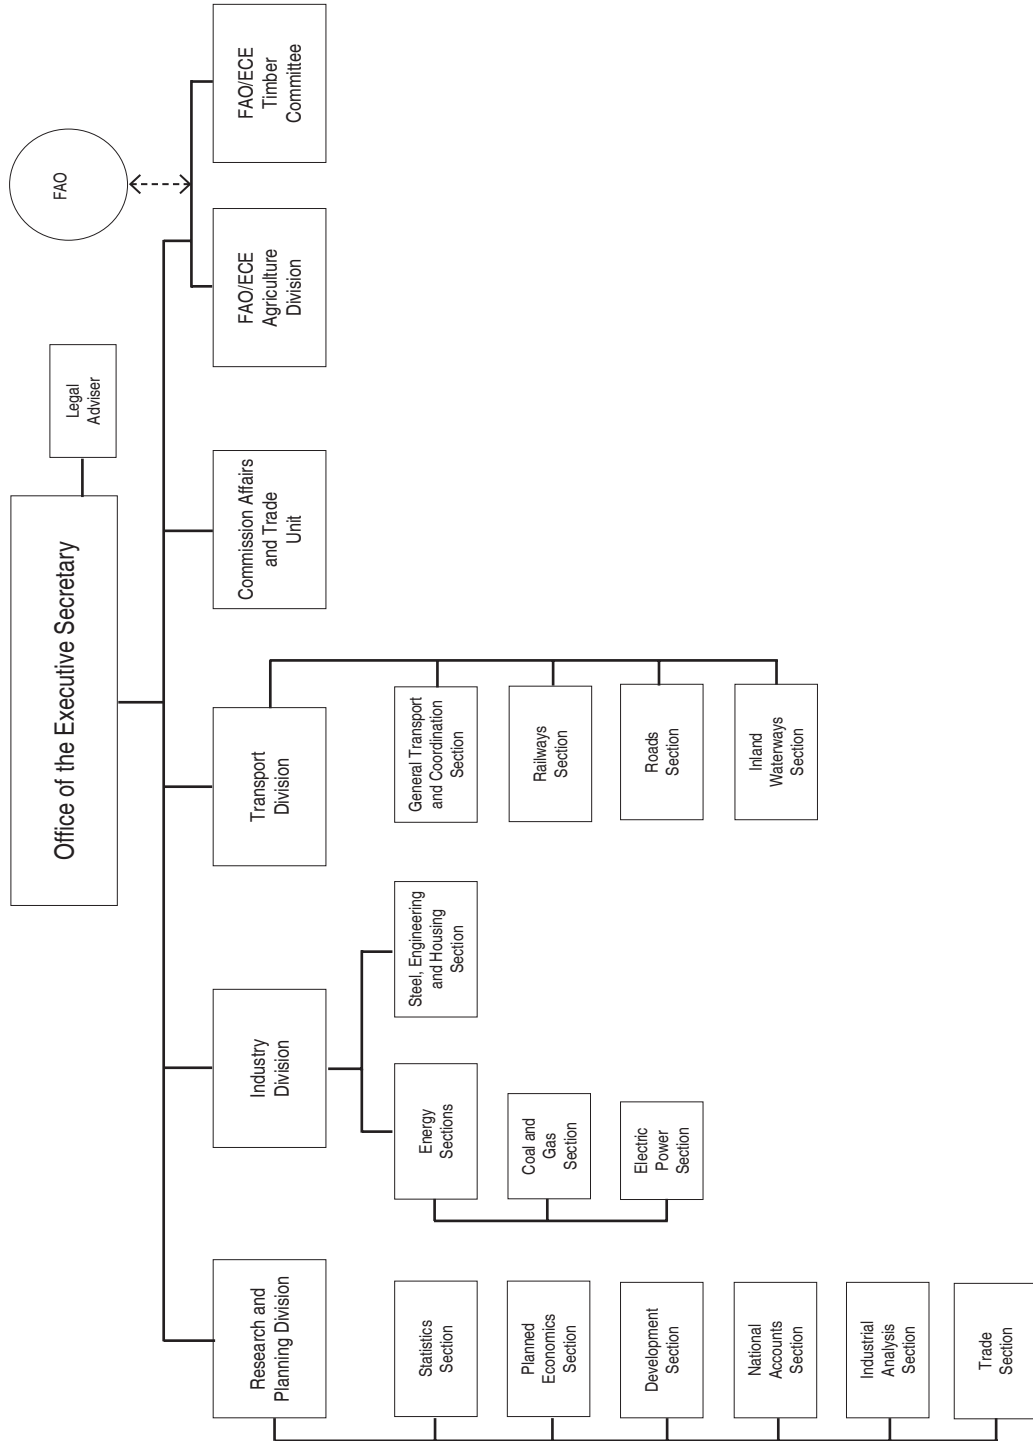 Office of the Executive Secretary
Legal
Adviser
FAO
Research and
Planning Division
Industry
Division
Transport
Division
Commission Affairs
and Trade
Unit
FAO/ECE
Agriculture
Division
FAO/ECE
Timber
Committee
Statistics
Section
Planned
Economics
Section
Development
Section
National
Accounts
Section
Industrial
Analysis
Section
Trade
Section
Energy
Sections
Coal and
Gas
Section
Electric
Power
Section
Steel, Engineering
and Housing
Section
General Transport
and Coordination
Section
Railways
Section
Roads
Section
Inland
Waterways
Section